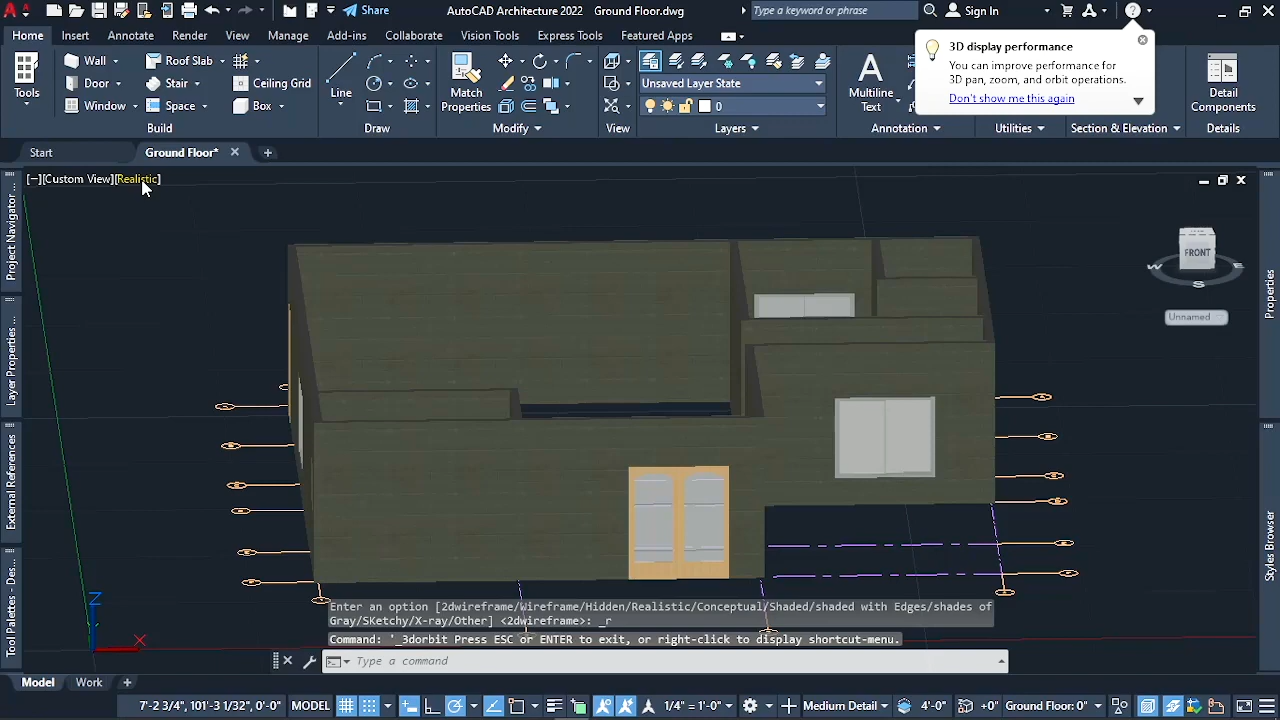 Share
AutoCAD Architecture 2022 Ground Floor.dwg
Type a keyword or phrase
Sign In
Home Insert Annotate Render View Manage Add-ins Collaborate Vision Tools Express Tools Featured Apps
3D display performance
You can improve performance for
3D pan, zoom, and orbit operations.
Don't show me this again
Tools
Wall
Door
Window
Roof Slab
Stair
Space
Ceiling Grid
Box
Build
Line
Draw
Match
Properties
Modify
View
Unsaved Layer State
0
Layers
Multiline
Text
Annotation
Utilities
Section & Elevation
Detail
Components
Details
Start
Ground Floor*
[−][Custom View][Realistic]
Project Navigator ...
Layer Properties ...
External References
Tool Palettes - Des...
Properties
Styles Browser
FRONT
W
S
E
Unnamed
Z
X
Enter an option [2dwireframe/Wireframe/Hidden/Realistic/Conceptual/Shaded/shaded with Edges/shades of
Gray/SKetchy/X-ray/Other] <2dwireframe>: _r
Command: '_3dorbit Press ESC or ENTER to exit, or right-click to display shortcut-menu.
Type a command
Model
Work
7'-2 3/4", 101'-3 1/32", 0'-0"
MODEL
1/4" = 1'-0"
Medium Detail
4'-0"
+0"
Ground Floor: 0"